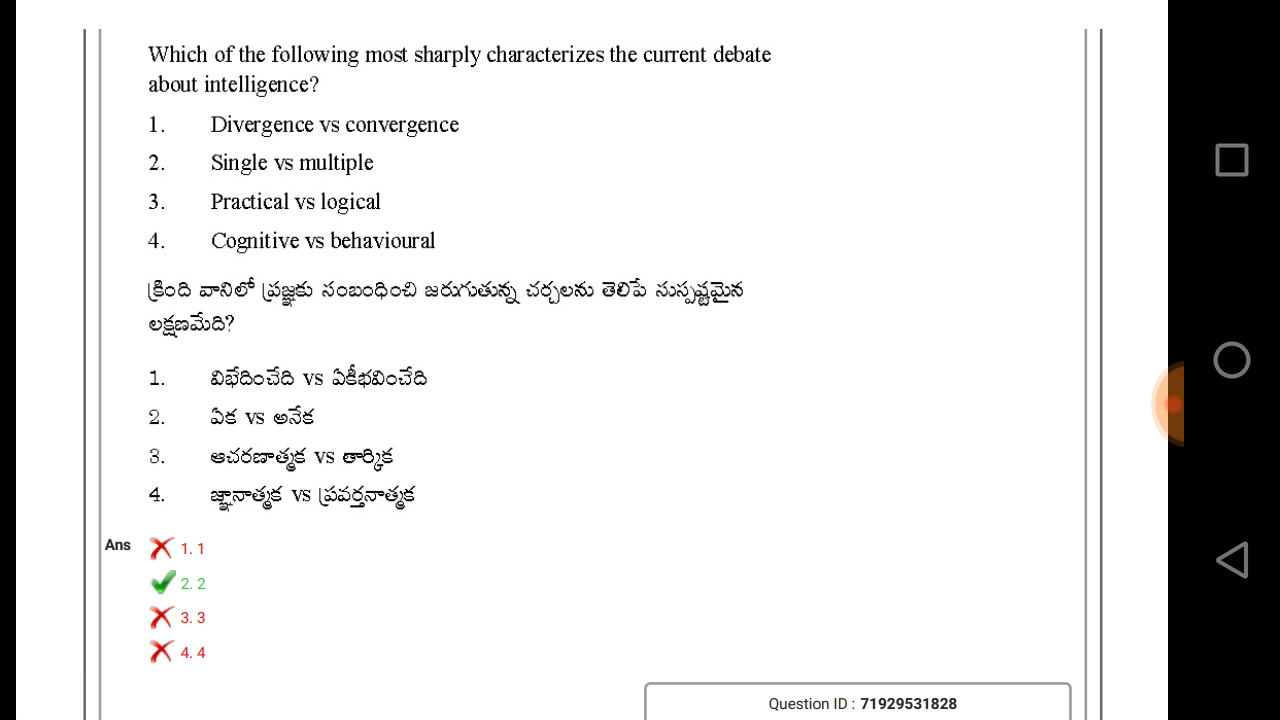 Which of the following most sharply characterizes the current debate
about intelligence?
1. Divergence vs convergence
2. Single vs multiple
3. Practical vs logical
4. Cognitive vs behavioural
క్రింది వానిలో ప్రజ్ఞకు సంబంధించి జరుగుతున్న చర్చలను తెలిపే సుస్పష్టమైన
లక్షణమేది?
1. విభేదించేది vs ఏకీభవించేది
2. ఏక vs అనేక
3. ఆచరణాత్మక vs తార్కిక
4. జ్ఞానాత్మక vs ప్రవర్తనాత్మక
Ans 1. 1
2. 2
3. 3
4. 4
Question ID : 71929531828